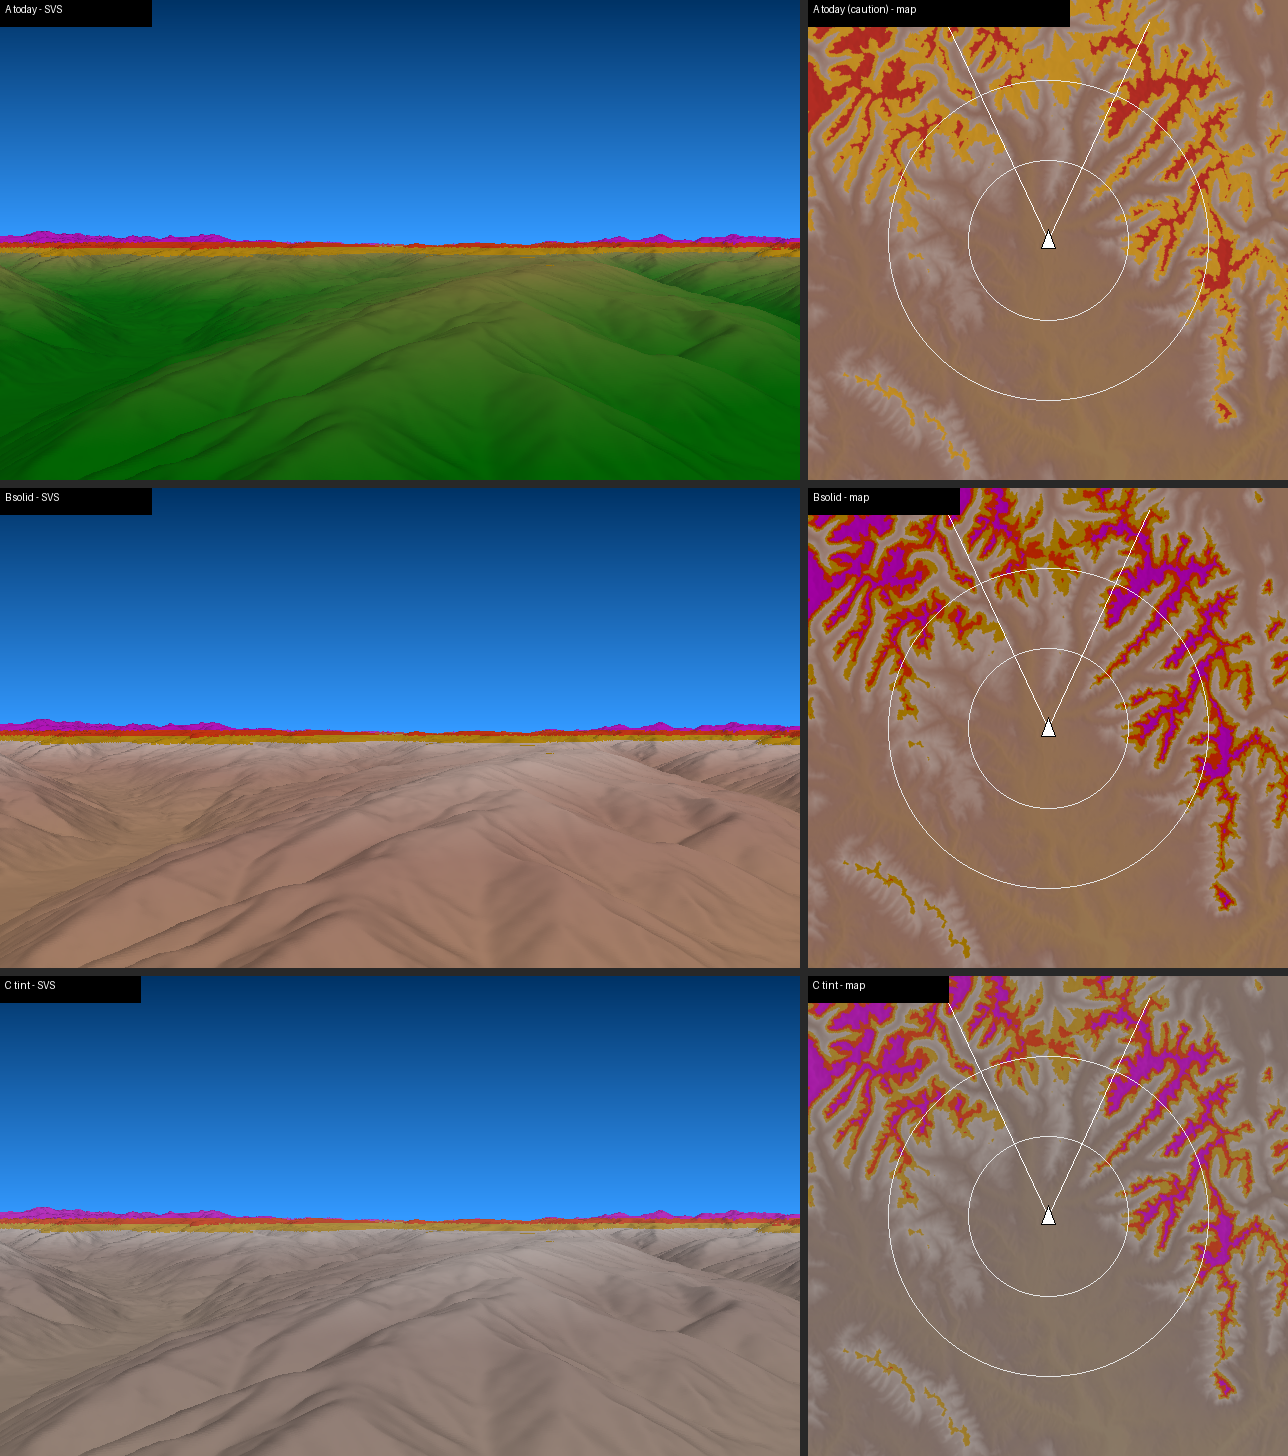 A today - SVS
A today (caution) - map
B solid - SVS
B solid - map
C tint - SVS
C tint - map